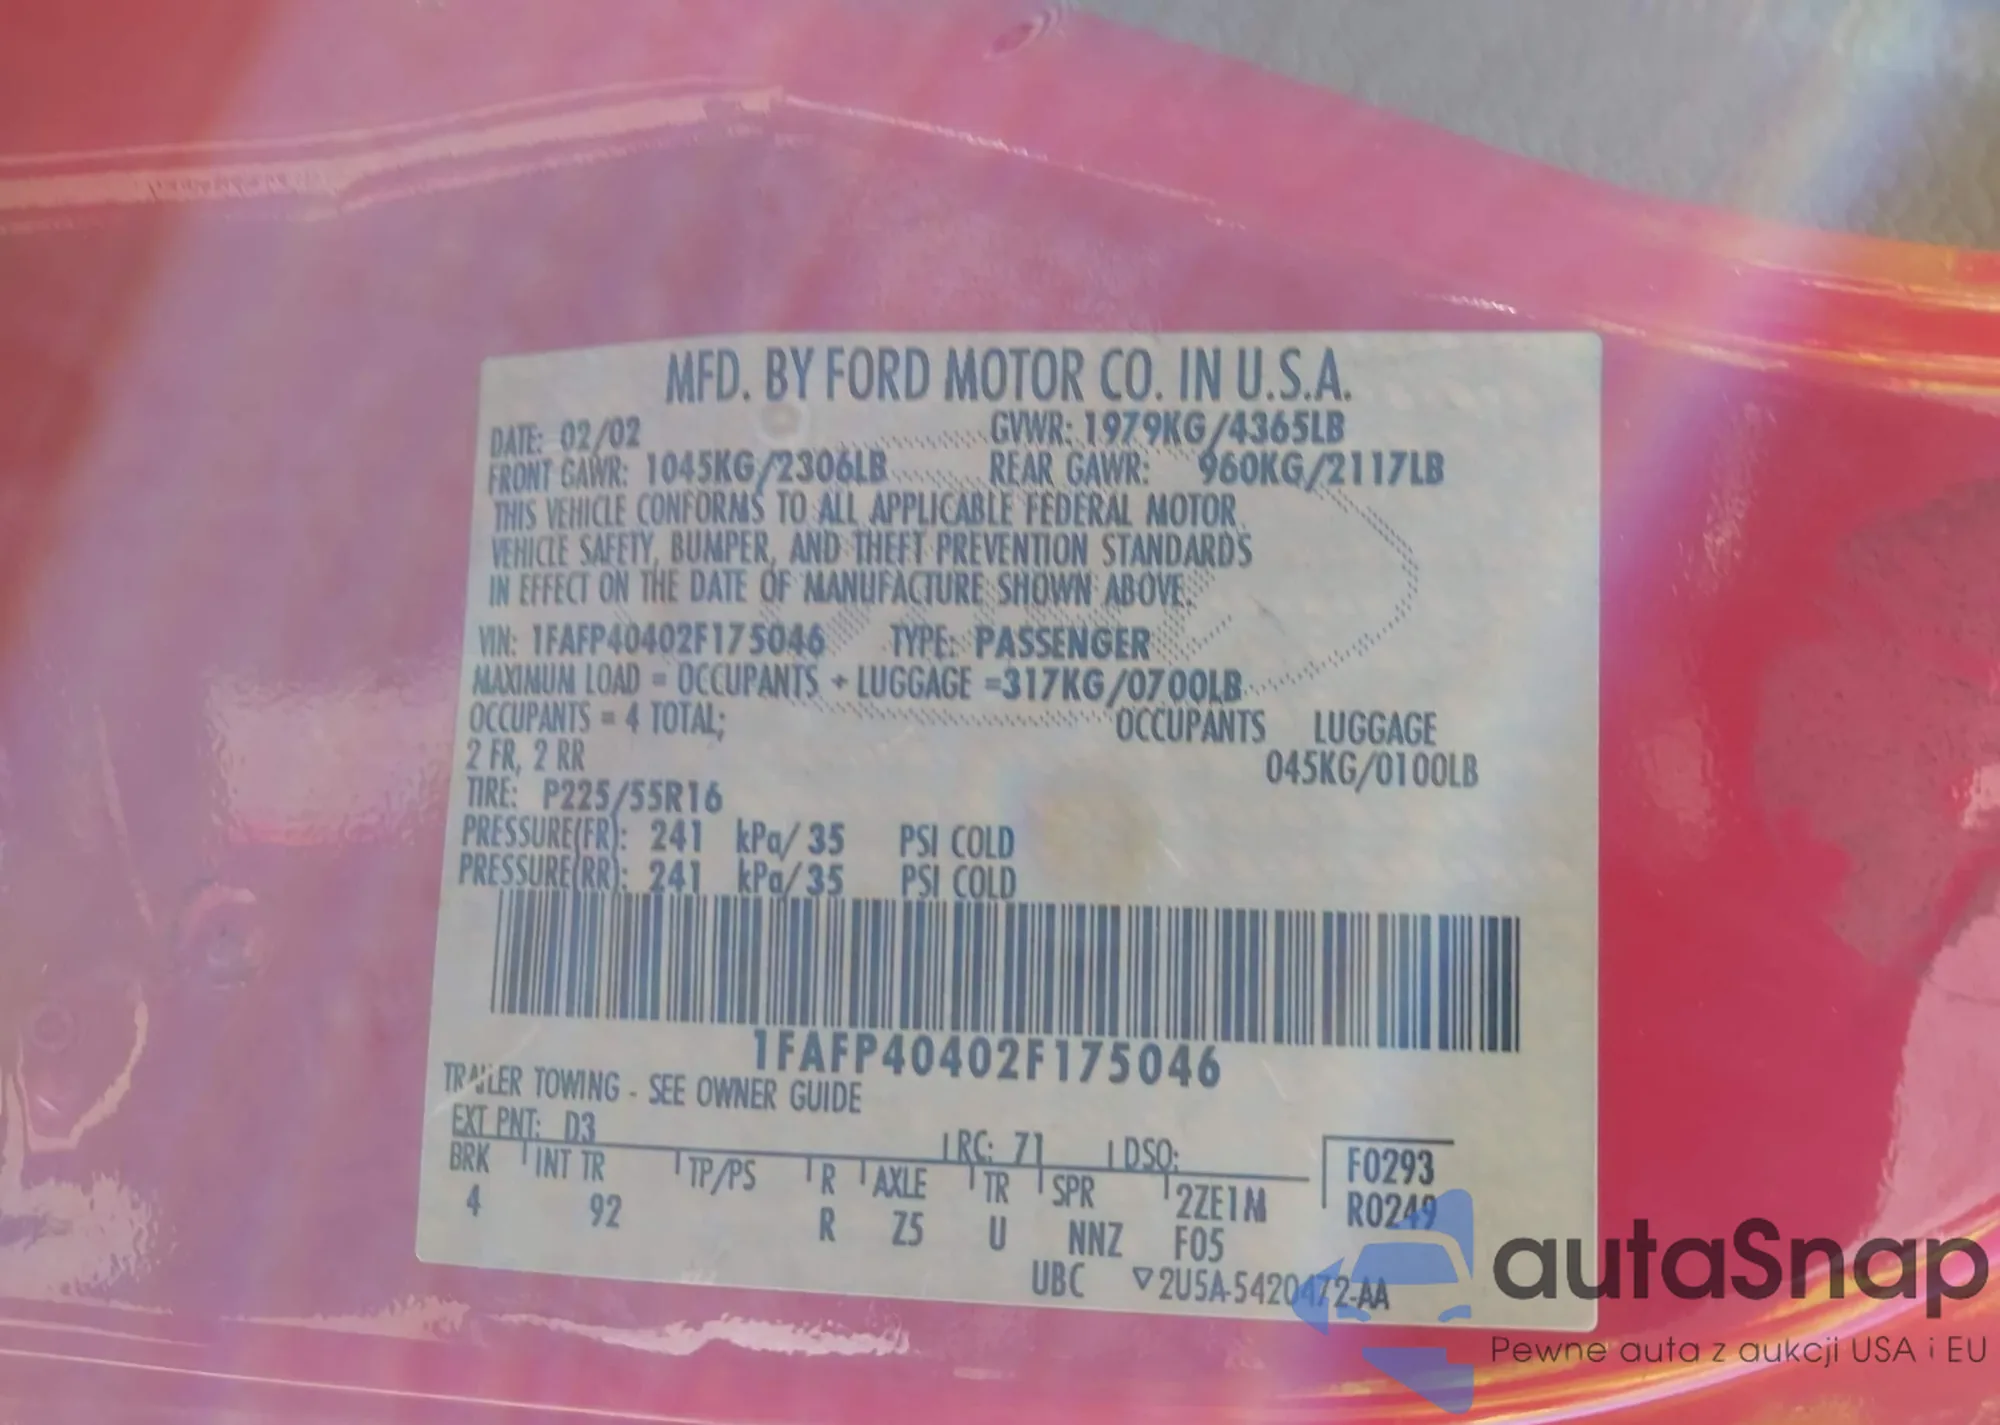 MFD. BY FORD MOTOR CO. IN U.S.A.
DATE: 02/02 GVWR: 1979KG/4365LB
FRONT GAWR: 1045KG/2306LB REAR GAWR: 960KG/2117LB
THIS VEHICLE CONFORMS TO ALL APPLICABLE FEDERAL MOTOR
VEHICLE SAFETY, BUMPER, AND THEFT PREVENTION STANDARDS
IN EFFECT ON THE DATE OF MANUFACTURE SHOWN ABOVE.
VIN: 1FAFP40402F175046 TYPE: PASSENGER
MAXIMUM LOAD = OCCUPANTS + LUGGAGE =317KG/0700LB
OCCUPANTS = 4 TOTAL; OCCUPANTS LUGGAGE
2 FR, 2 RR 045KG/0100LB
TIRE: P225/55R16
PRESSURE(FR): 241 kPa/ 35 PSI COLD
PRESSURE(RR): 241 kPa/ 35 PSI COLD
1FAFP40402F175046
TRAILER TOWING - SEE OWNER GUIDE
EXT PNT: D3 RC: 71 DSO: F0293
BRK INT TR TP/PS R AXLE TR SPR 2ZE1M R0249
4 92 R Z5 U NNZ F05
UBC ▽2U5A-5420472-AA
autaSnap
Pewne auta z aukcji USA i EU